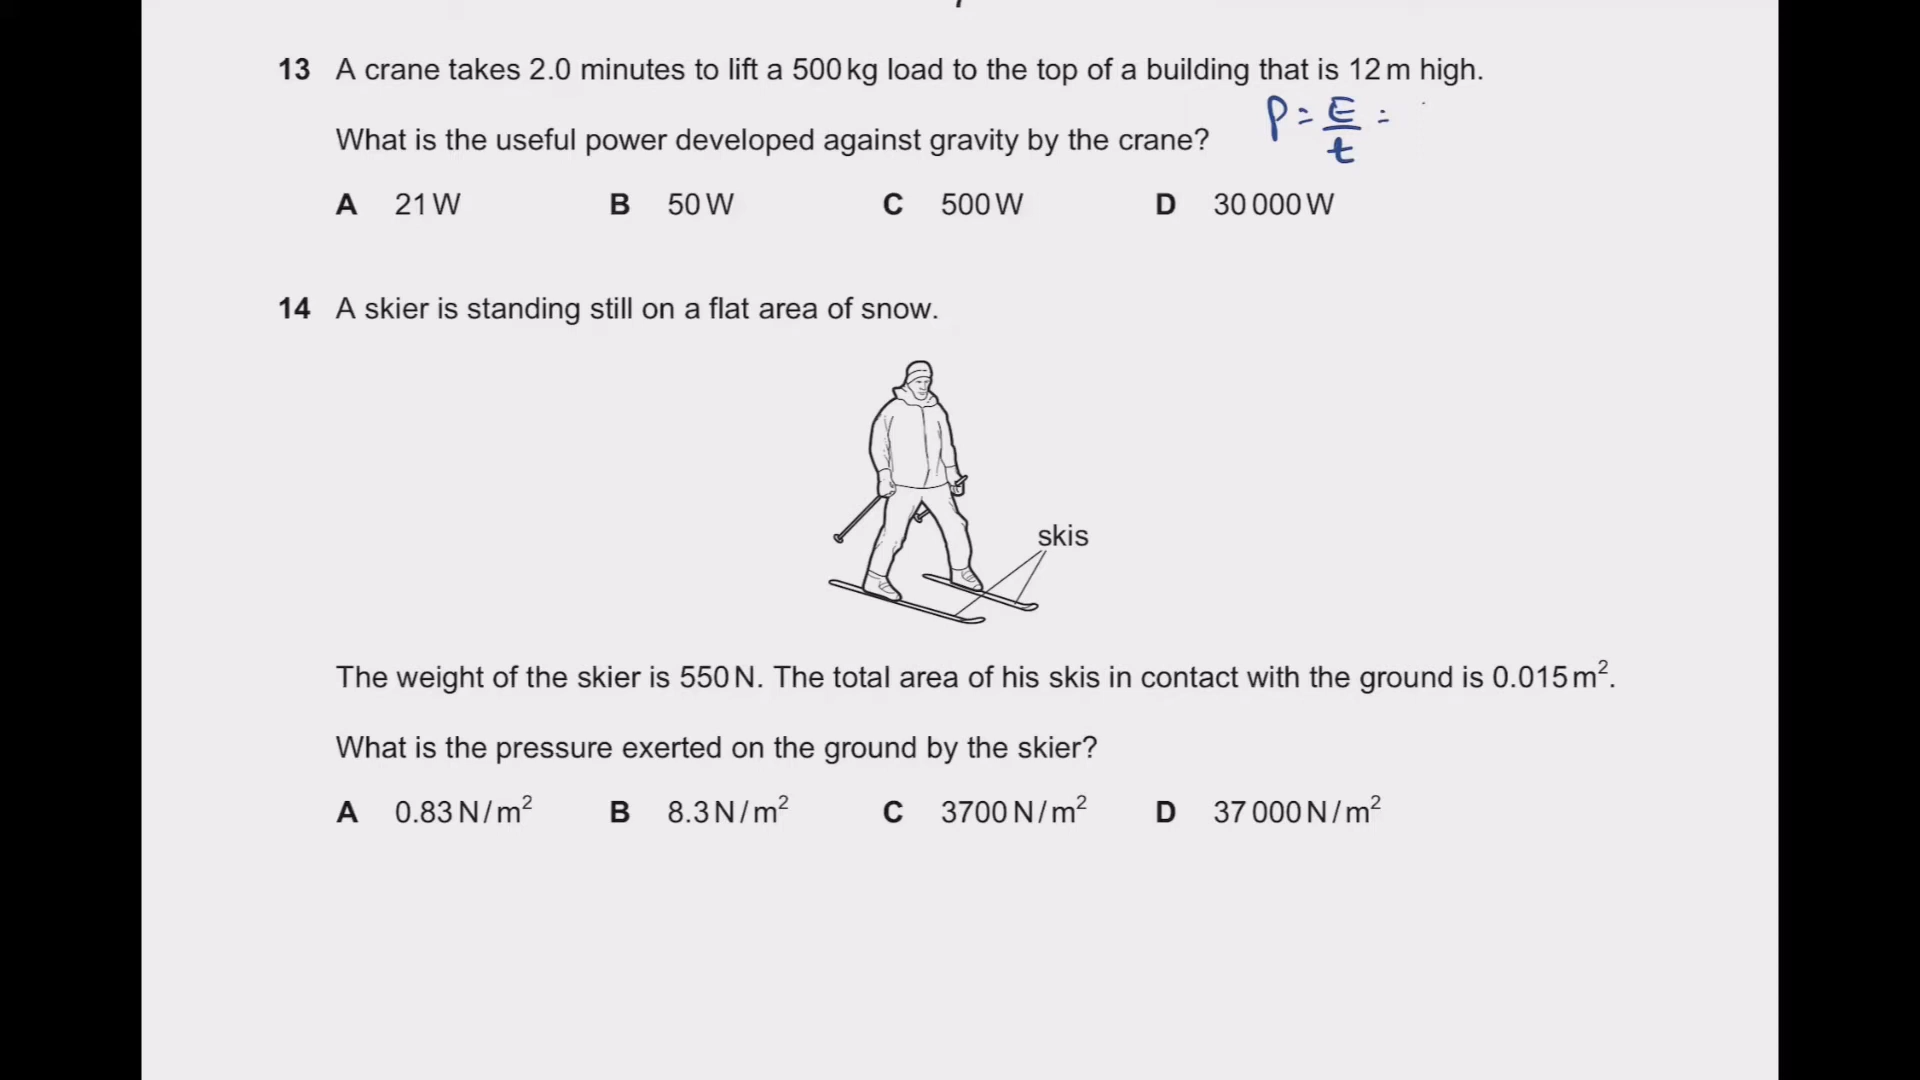 13 A crane takes 2.0 minutes to lift a 500 kg load to the top of a building that is 12 m high.
P = E/t =
What is the useful power developed against gravity by the crane?
A 21 W B 50 W C 500 W D 30 000 W
14 A skier is standing still on a flat area of snow.
skis
The weight of the skier is 550 N. The total area of his skis in contact with the ground is 0.015 m².
What is the pressure exerted on the ground by the skier?
A 0.83 N / m² B 8.3 N / m² C 3700 N / m² D 37 000 N / m²